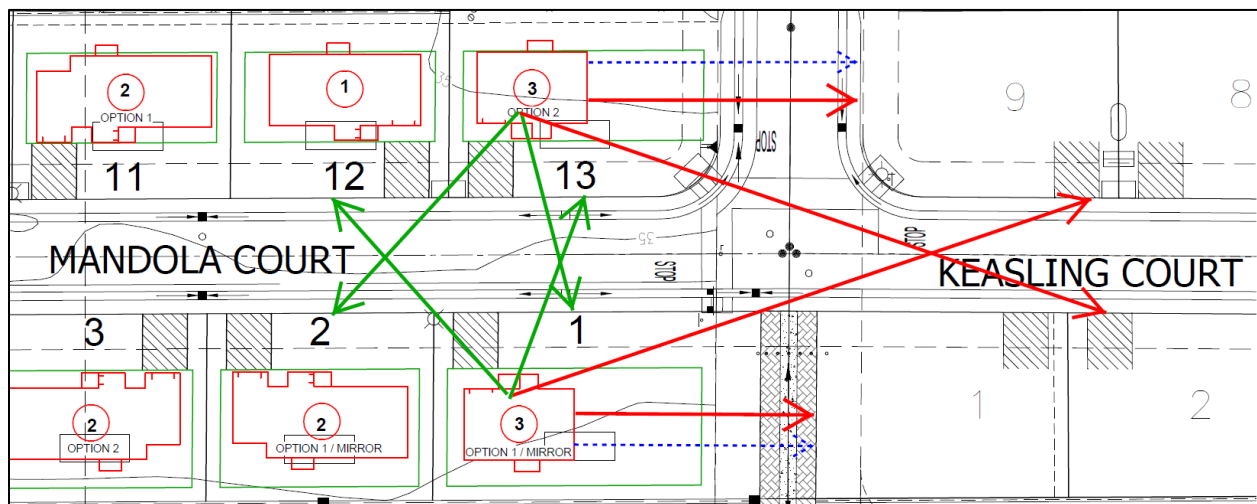 35
2
OPTION 1
1
3
OPTION 2
9
8
11
12
13
STOP
MANDOLA COURT
35
STOP
STOP
KEASLING COURT
3
2
1
1
2
2
OPTION 2
2
OPTION 1 / MIRROR
3
OPTION 1 / MIRROR